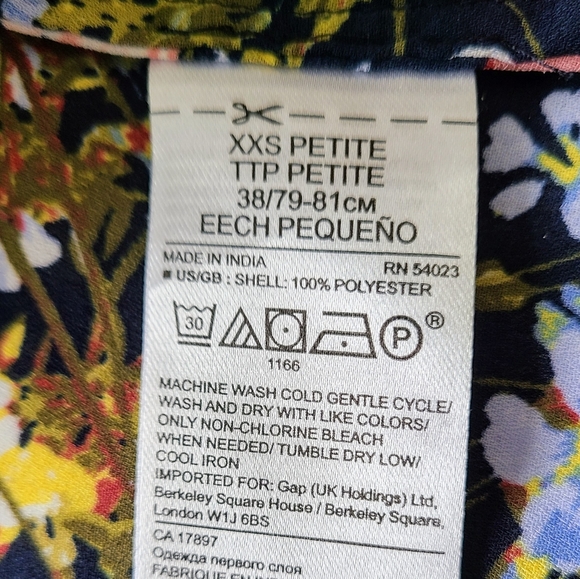 XXS PETITE
TTP PETITE
38/79-81CM
EECH PEQUEÑO
MADE IN INDIA RN 54023
■ US/GB : SHELL: 100% POLYESTER
30 P ®
1166
MACHINE WASH COLD GENTLE CYCLE/
WASH AND DRY WITH LIKE COLORS/
ONLY NON-CHLORINE BLEACH
WHEN NEEDED/ TUMBLE DRY LOW/
COOL IRON
IMPORTED FOR: Gap (UK Holdings) Ltd,
Berkeley Square House / Berkeley Square,
London W1J 6BS
CA 17897
Одежда первого слоя
FABRIQUE EN